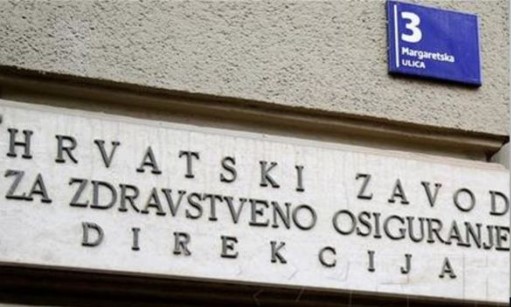 3
Margaretska
ULICA
HRVATSKI ZAVOD
ZA ZDRAVSTVENO OSIGURANJE
DIREKCIJA